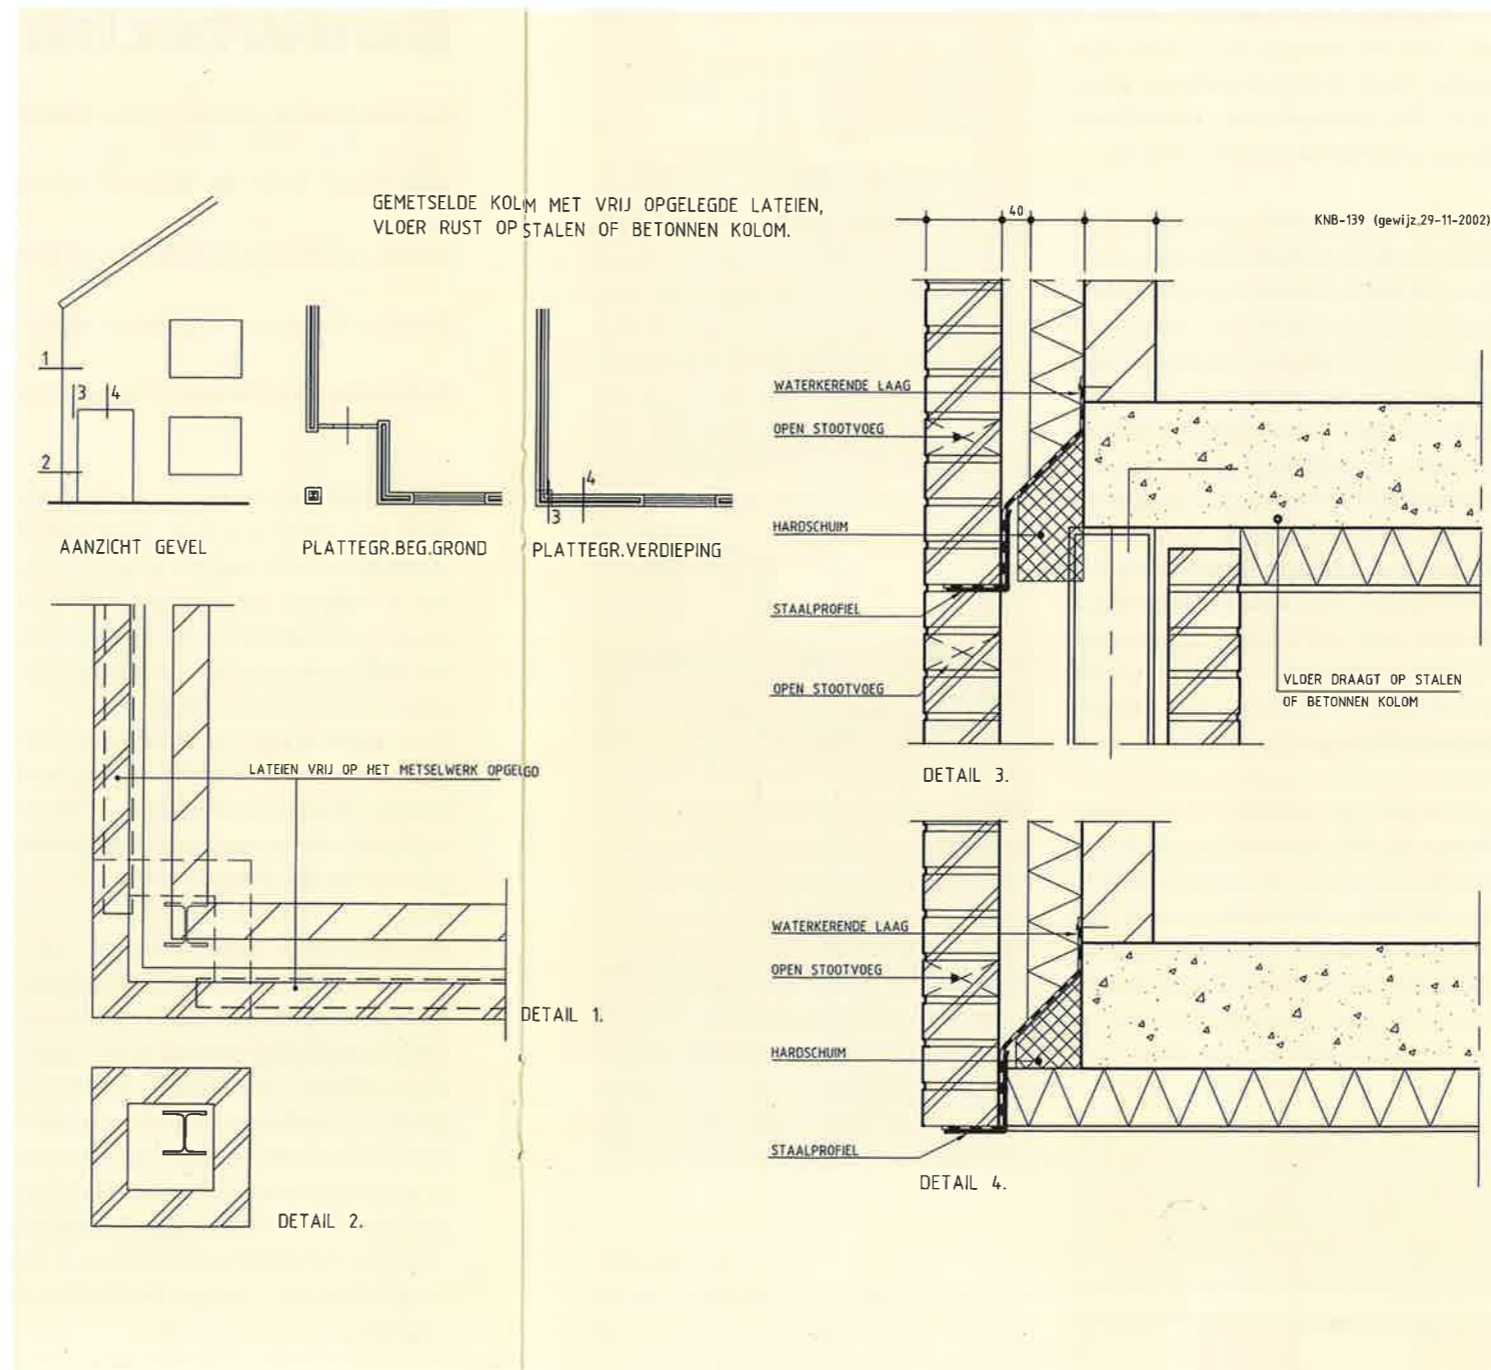 GEMETSELDE KOLM MET VRIJ OPGELEGDE LATEIEN,
VLOER RUST OP STALEN OF BETONNEN KOLOM.
40
KNB-139 (gewijz.29-11-2002)
1
3
4
2
AANZICHT GEVEL
PLATTEGR.BEG.GROND
4
3
PLATTEGR.VERDIEPING
LATEIEN VRIJ OP HET METSELWERK OPGELGD
DETAIL 1.
DETAIL 2.
WATERKERENDE LAAG
OPEN STOOTVOEG
HARDSCHUIM
STAALPROFIEL
OPEN STOOTVOEG
VLOER DRAAGT OP STALEN
OF BETONNEN KOLOM
DETAIL 3.
WATERKERENDE LAAG
OPEN STOOTVOEG
HARDSCHUIM
STAALPROFIEL
DETAIL 4.